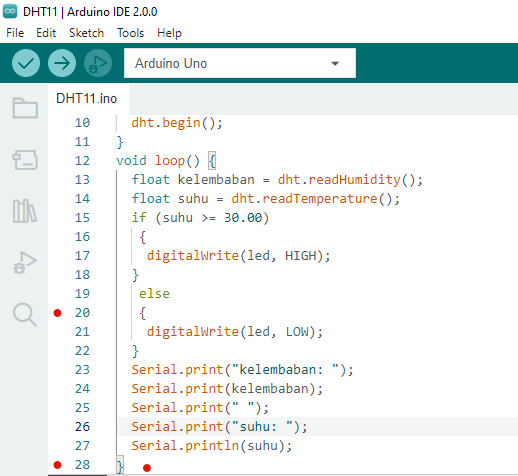 DHT11 | Arduino IDE 2.0.0
File Edit Sketch Tools Help
Arduino Uno
DHT11.ino
10 dht.begin();
11 }
12 void loop() {
13 float kelembaban = dht.readHumidity();
14 float suhu = dht.readTemperature();
15 if (suhu >= 30.00)
16 {
17 digitalWrite(led, HIGH);
18 }
19 else
20 {
21 digitalWrite(led, LOW);
22 }
23 Serial.print("kelembaban: ");
24 Serial.print(kelembaban);
25 Serial.print(" ");
26 Serial.print("suhu: ");
27 Serial.println(suhu);
28 }